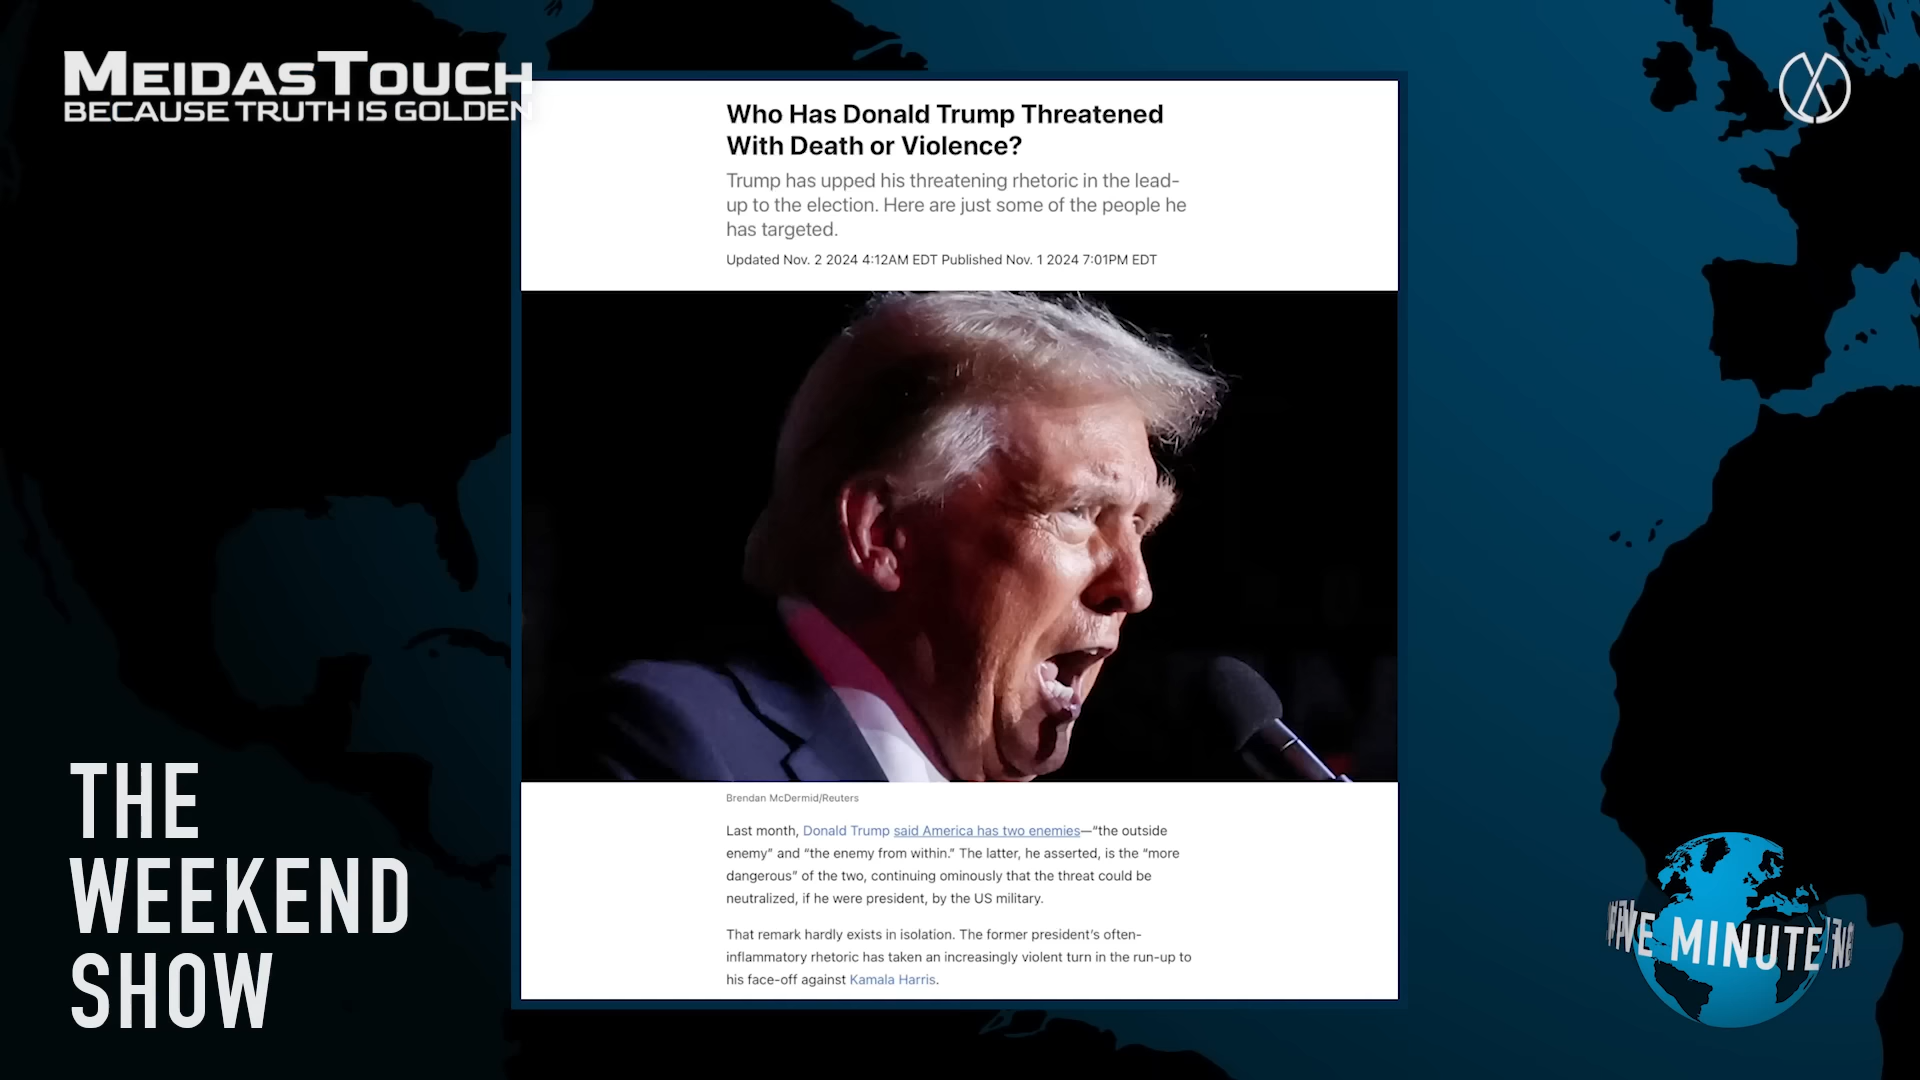 MEIDASTOUCH
BECAUSE TRUTH IS GOLDEN
Who Has Donald Trump Threatened
With Death or Violence?
Trump has upped his threatening rhetoric in the lead-
up to the election. Here are just some of the people he
has targeted.
Updated Nov. 2 2024 4:12AM EDT Published Nov. 1 2024 7:01PM EDT
Brendan McDermid/Reuters
Last month, Donald Trump said America has two enemies—“the outside
enemy” and “the enemy from within.” The latter, he asserted, is the “more
dangerous” of the two, continuing ominously that the threat could be
neutralized, if he were president, by the US military.
That remark hardly exists in isolation. The former president’s often-
inflammatory rhetoric has taken an increasingly violent turn in the run-up to
his face-off against Kamala Harris.
THE
WEEKEND
SHOW
MINUTE